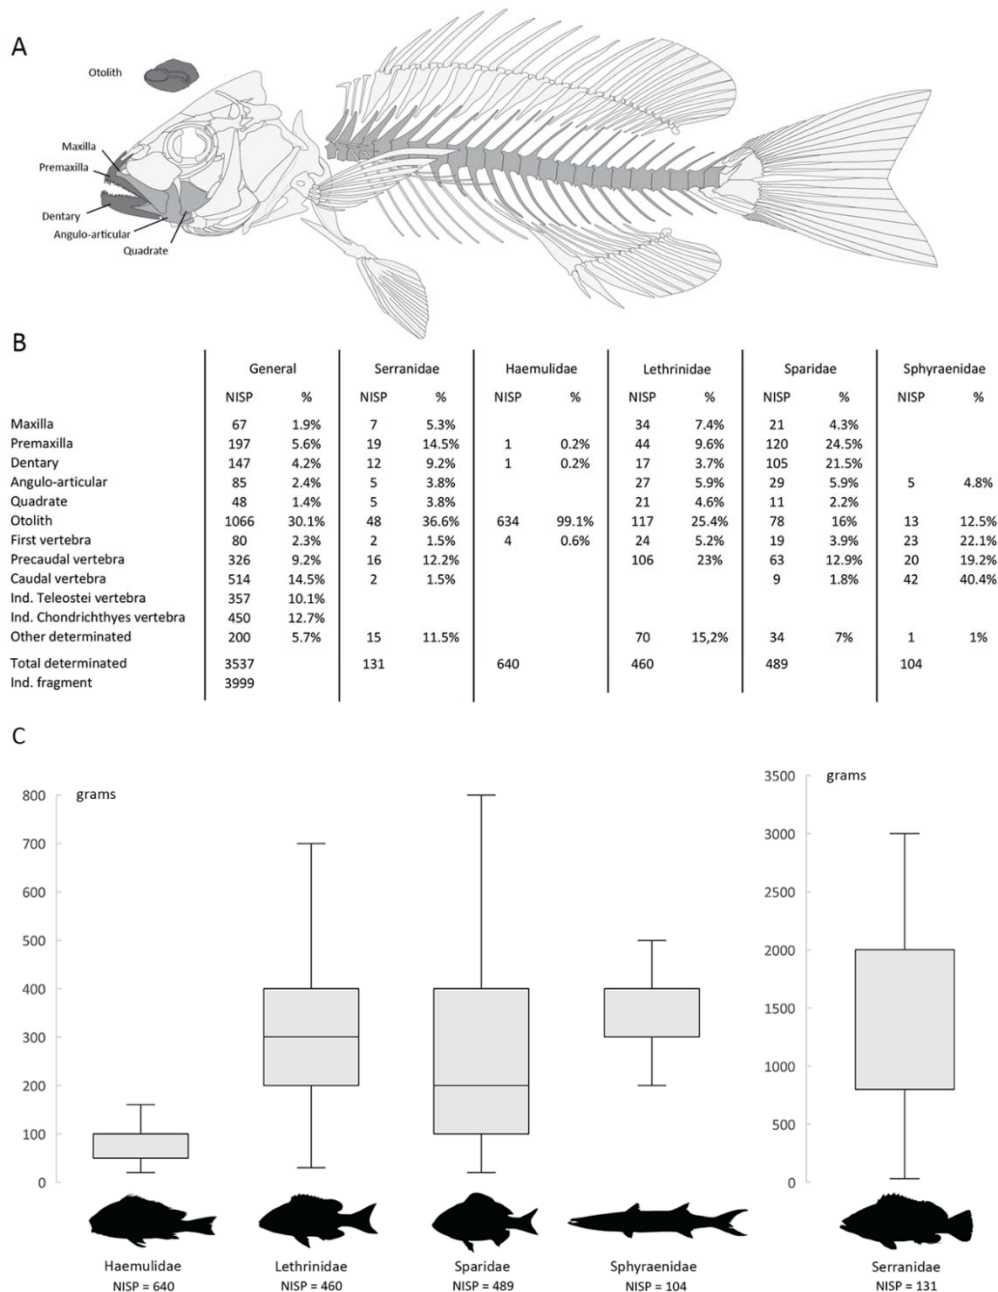 A
Otolith
Maxilla
Premaxilla
Dentary
Angulo-articular
Quadrate
B
General Serranidae Haemulidae Lethrinidae Sparidae Sphyraenidae
NISP % NISP % NISP % NISP % NISP % NISP %
Maxilla 67 1.9% 7 5.3% 34 7.4% 21 4.3%
Premaxilla 197 5.6% 19 14.5% 1 0.2% 44 9.6% 120 24.5%
Dentary 147 4.2% 12 9.2% 1 0.2% 17 3.7% 105 21.5%
Angulo-articular 85 2.4% 5 3.8% 27 5.9% 29 5.9% 5 4.8%
Quadrate 48 1.4% 5 3.8% 21 4.6% 11 2.2%
Otolith 1066 30.1% 48 36.6% 634 99.1% 117 25.4% 78 16% 13 12.5%
First vertebra 80 2.3% 2 1.5% 4 0.6% 24 5.2% 19 3.9% 23 22.1%
Precaudal vertebra 326 9.2% 16 12.2% 106 23% 63 12.9% 20 19.2%
Caudal vertebra 514 14.5% 2 1.5% 9 1.8% 42 40.4%
Ind. Teleostei vertebra 357 10.1%
Ind. Chondrichthyes vertebra 450 12.7%
Other determinated 200 5.7% 15 11.5% 70 15,2% 34 7% 1 1%
Total determinated 3537 131 640 460 489 104
Ind. fragment 3999
C
grams
800
700
600
500
400
300
200
100
0
grams
3500
3000
2500
2000
1500
1000
500
0
Haemulidae Lethrinidae Sparidae Sphyraenidae Serranidae
NISP = 640 NISP = 460 NISP = 489 NISP = 104 NISP = 131